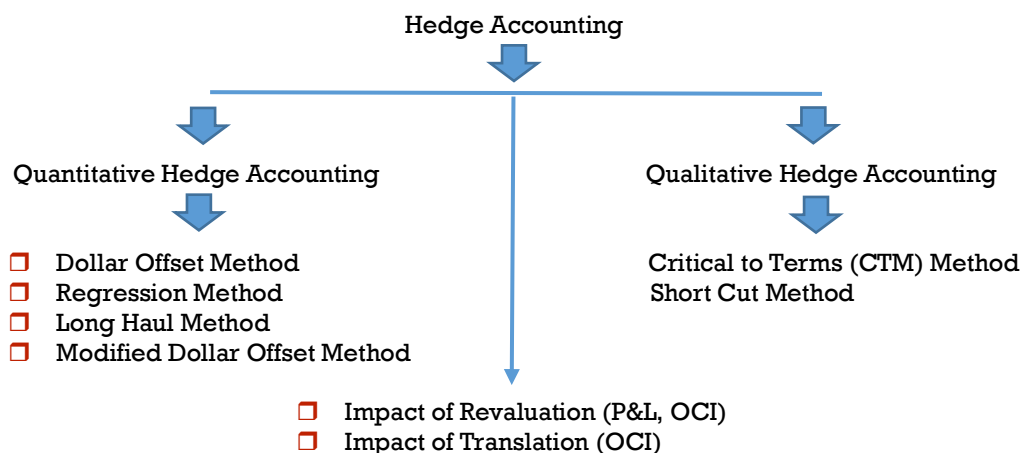 Hedge Accounting
Quantitative Hedge Accounting
Qualitative Hedge Accounting
Dollar Offset Method
Regression Method
Long Haul Method
Modified Dollar Offset Method
Critical to Terms (CTM) Method
Short Cut Method
Impact of Revaluation (P&L, OCI)
Impact of Translation (OCI)